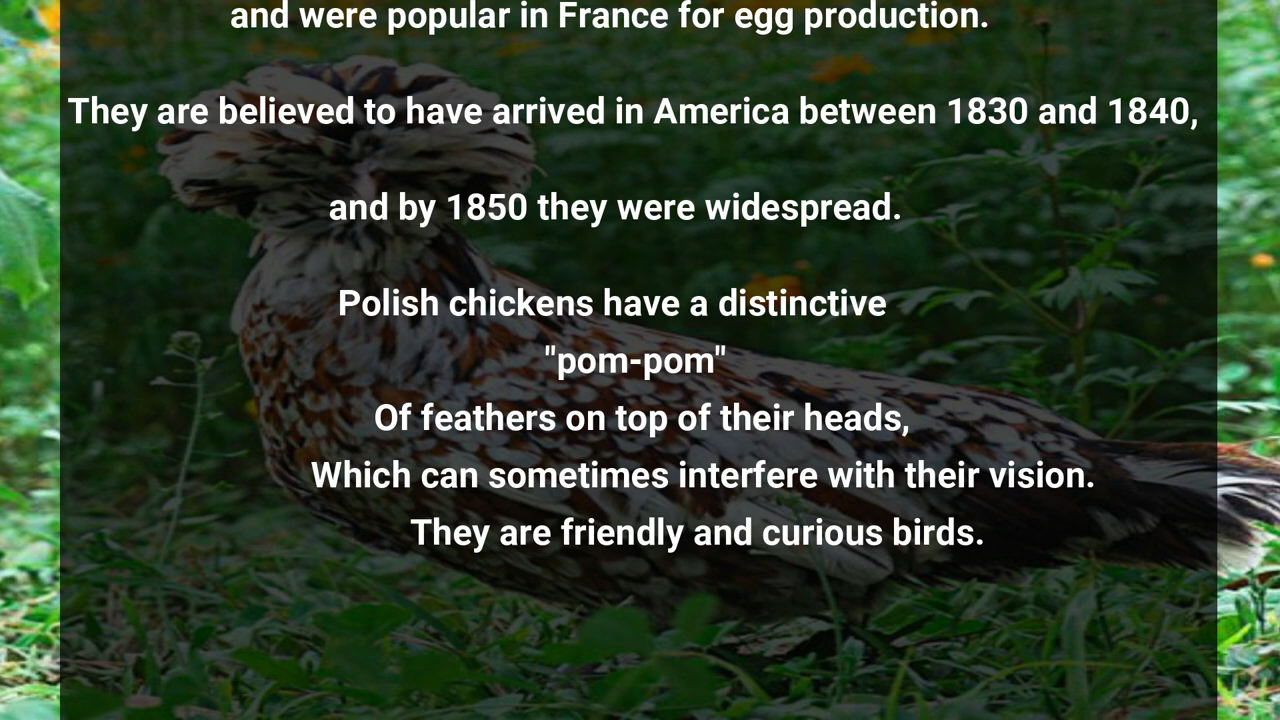 and were popular in France for egg production.
They are believed to have arrived in America between 1830 and 1840,
and by 1850 they were widespread.
Polish chickens have a distinctive
"pom-pom"
Of feathers on top of their heads,
Which can sometimes interfere with their vision.
They are friendly and curious birds.